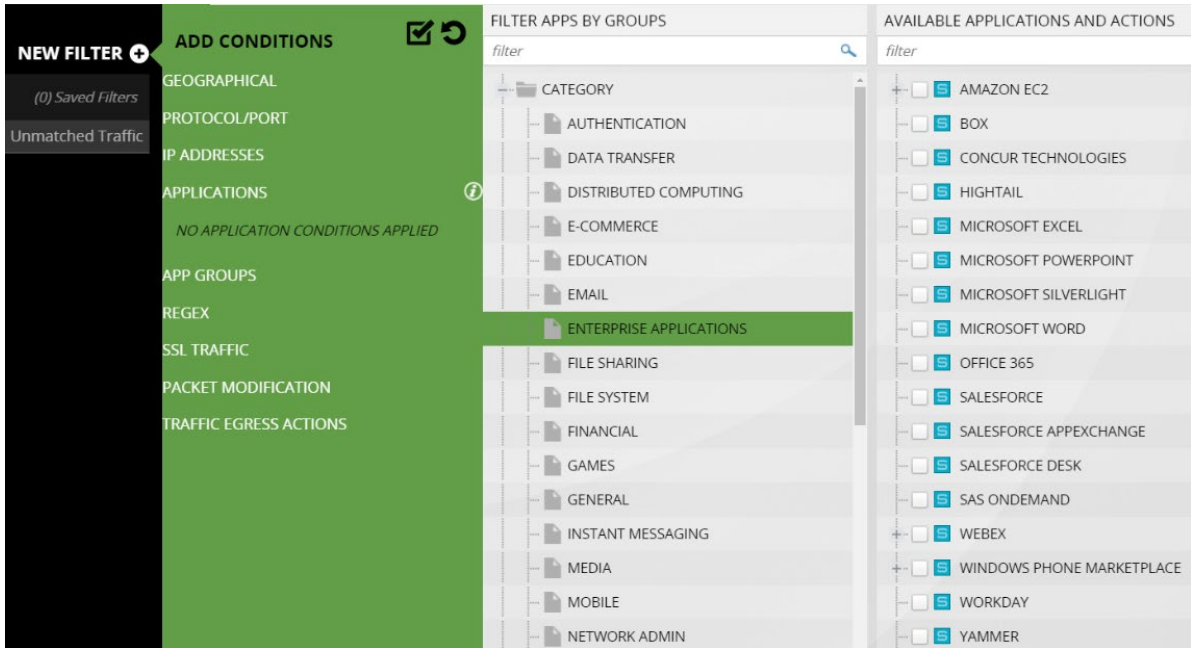 NEW FILTER
(0) Saved Filters
Unmatched Traffic
ADD CONDITIONS
GEOGRAPHICAL
PROTOCOL/PORT
IP ADDRESSES
APPLICATIONS
NO APPLICATION CONDITIONS APPLIED
APP GROUPS
REGEX
SSL TRAFFIC
PACKET MODIFICATION
TRAFFIC EGRESS ACTIONS
FILTER APPS BY GROUPS
filter
CATEGORY
AUTHENTICATION
DATA TRANSFER
DISTRIBUTED COMPUTING
E-COMMERCE
EDUCATION
EMAIL
ENTERPRISE APPLICATIONS
FILE SHARING
FILE SYSTEM
FINANCIAL
GAMES
GENERAL
INSTANT MESSAGING
MEDIA
MOBILE
NETWORK ADMIN
AVAILABLE APPLICATIONS AND ACTIONS
filter
S AMAZON EC2
S BOX
S CONCUR TECHNOLOGIES
S HIGHTAIL
S MICROSOFT EXCEL
S MICROSOFT POWERPOINT
S MICROSOFT SILVERLIGHT
S MICROSOFT WORD
S OFFICE 365
S SALESFORCE
S SALESFORCE APPEXCHANGE
S SALESFORCE DESK
S SAS ONDEMAND
S WEBEX
S WINDOWS PHONE MARKETPLACE
S WORKDAY
S YAMMER